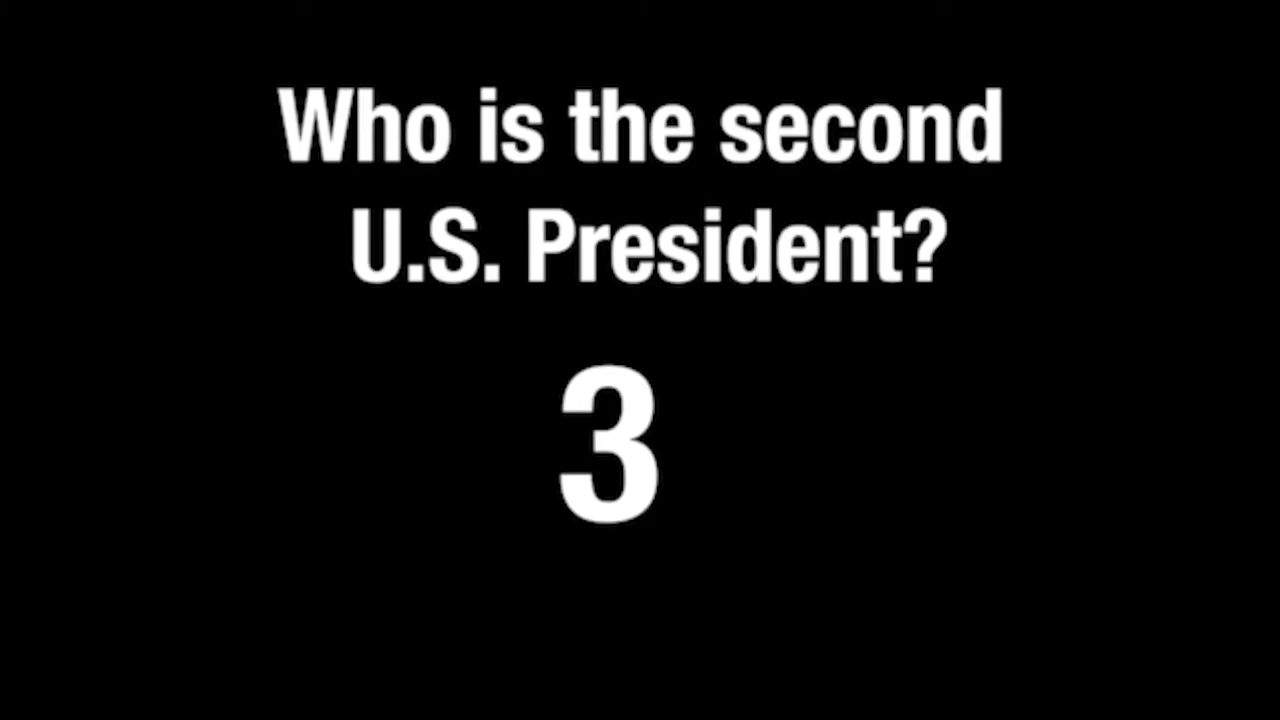 Who is the second
U.S. President?
3